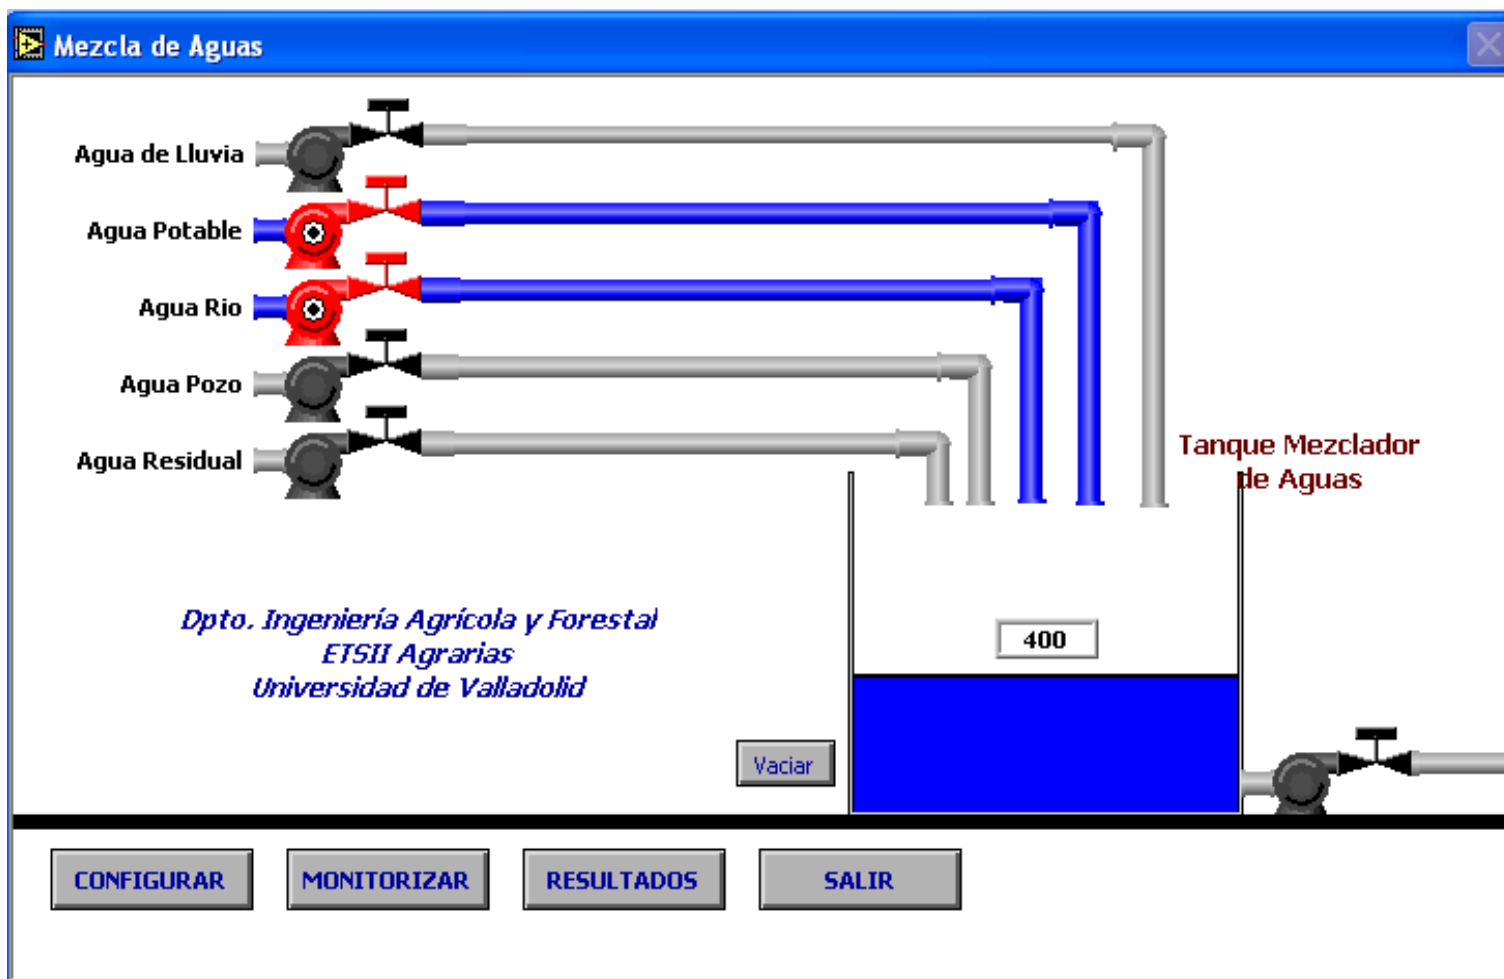 Mezcla de Aguas
Agua de Lluvia
Agua Potable
Agua Rio
Agua Pozo
Agua Residual
Tanque Mezclador
de Aguas
Dpto. Ingeniería Agrícola y Forestal
ETSII Agrarias
Universidad de Valladolid
400
Vaciar
CONFIGURAR
MONITORIZAR
RESULTADOS
SALIR